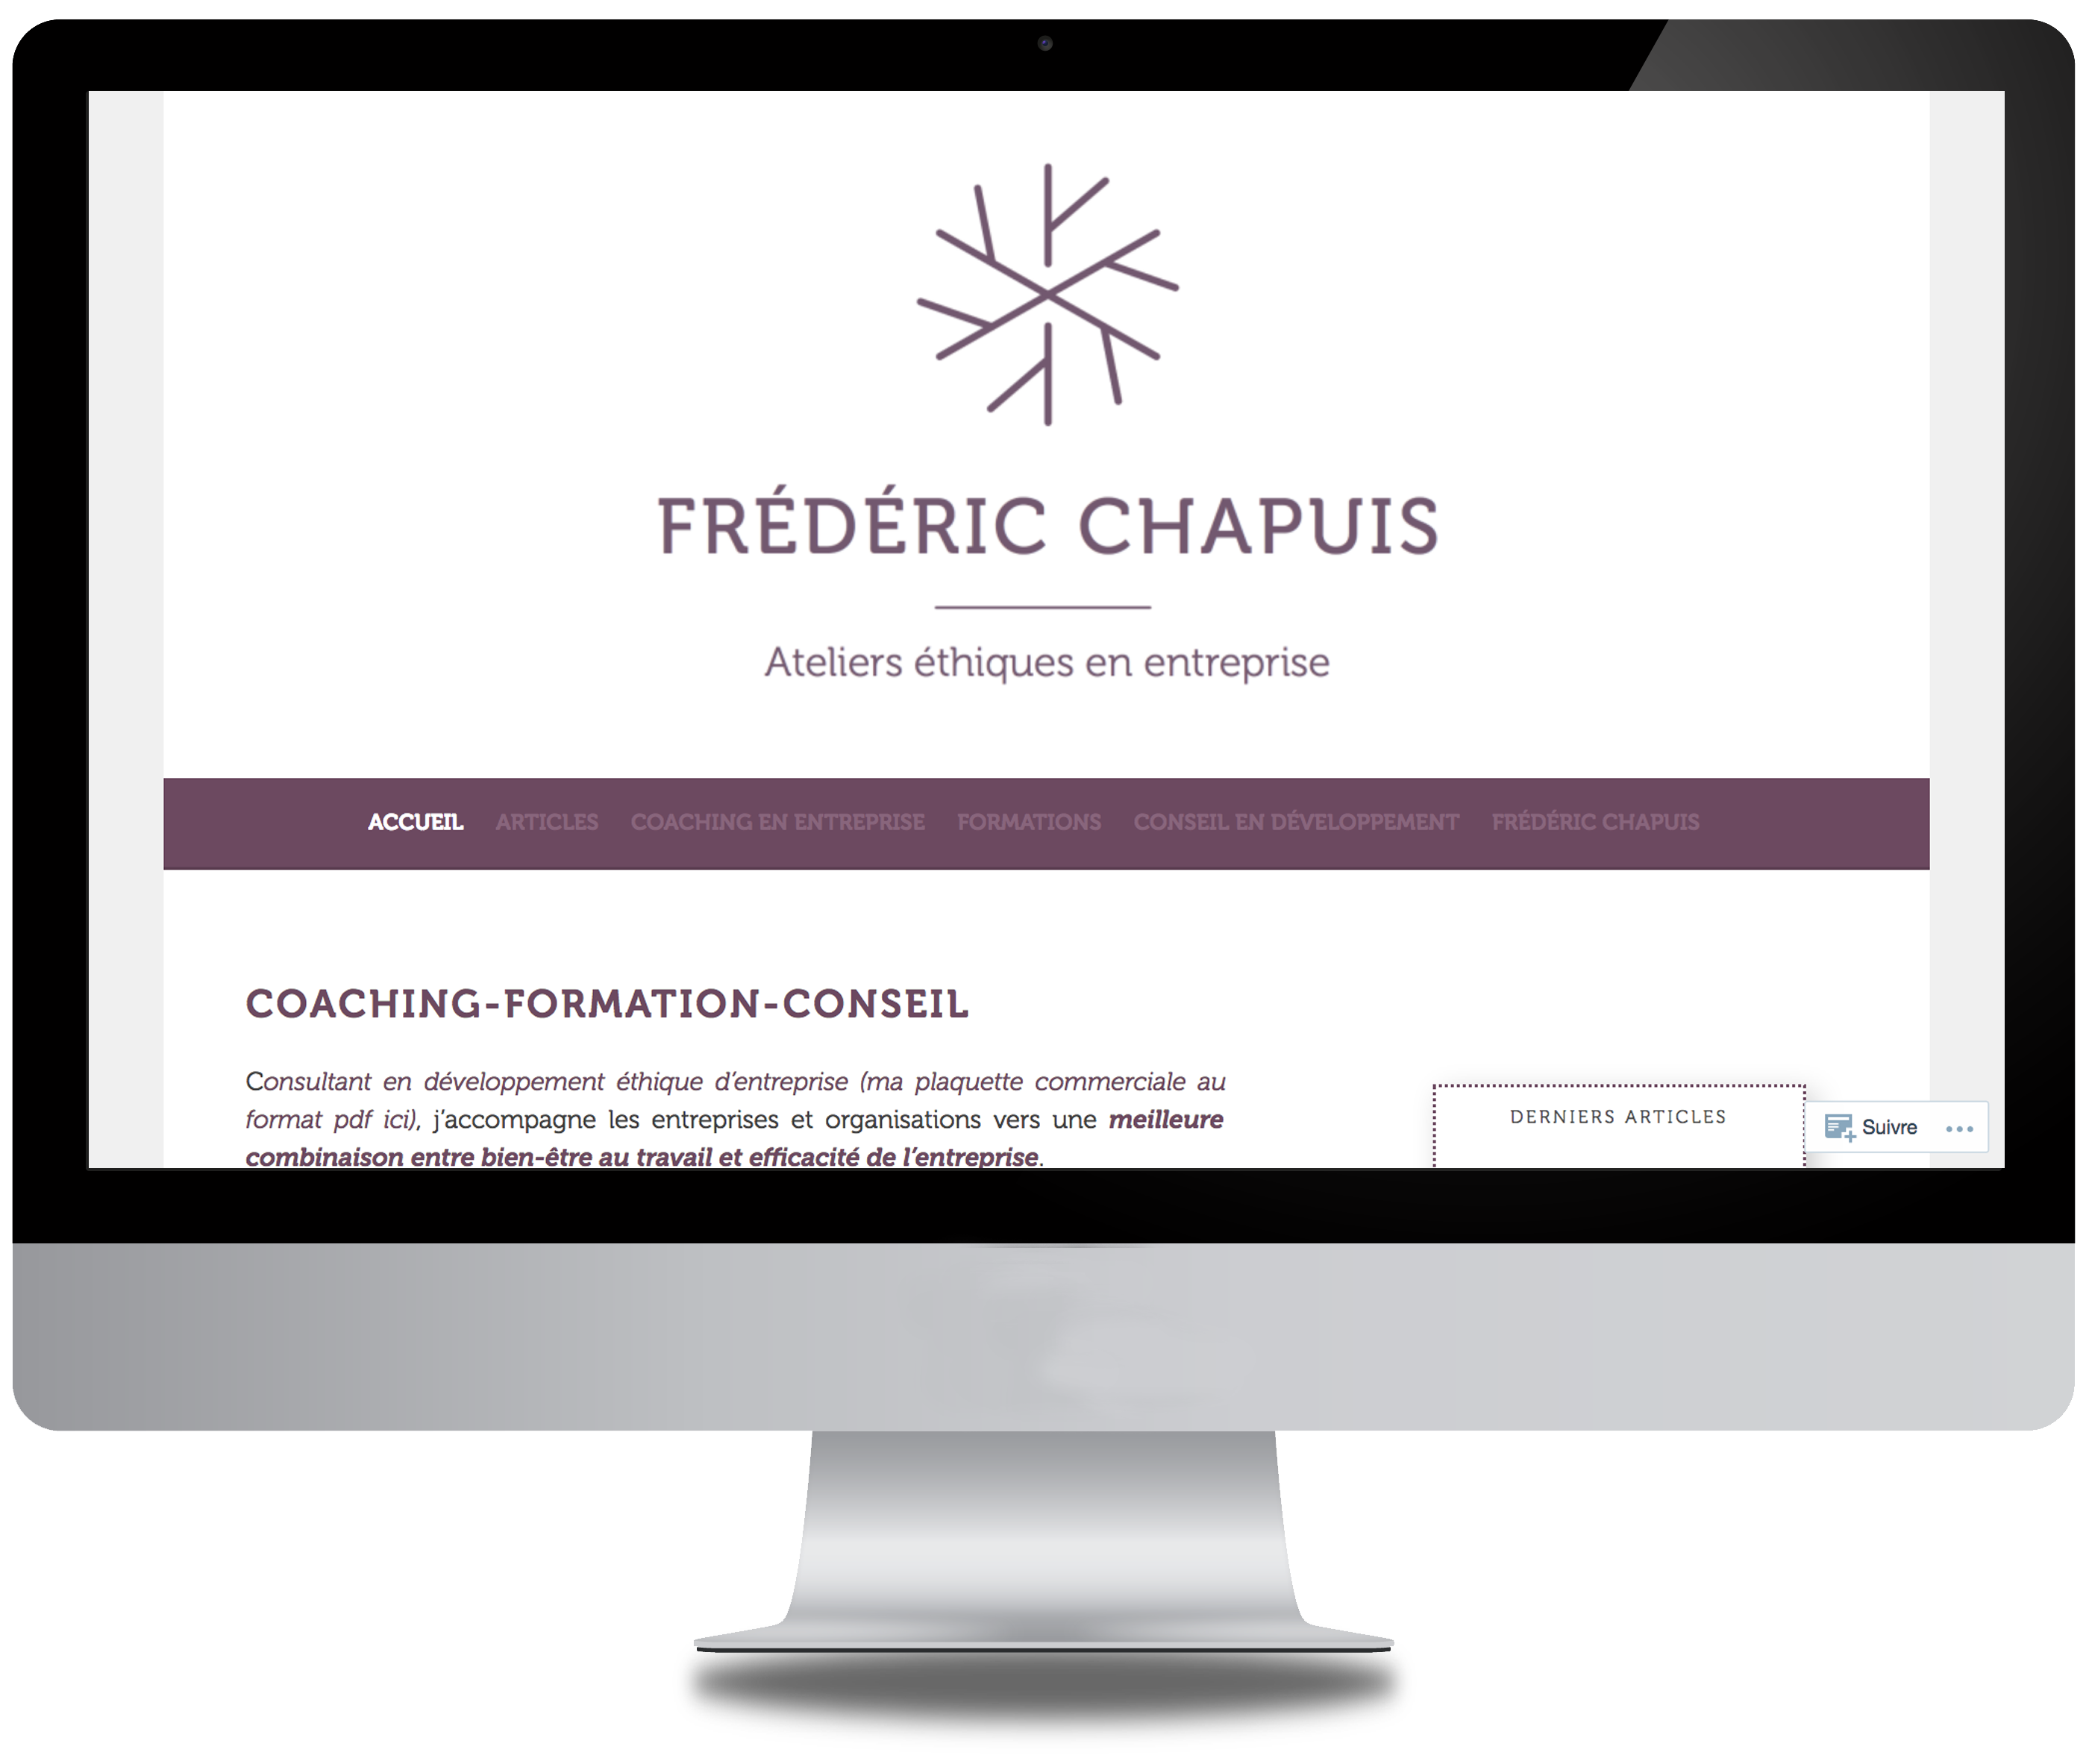 FRÉDÉRIC CHAPUIS
Ateliers éthiques en entreprise
ACCUEIL ARTICLES COACHING EN ENTREPRISE FORMATIONS CONSEIL EN DÉVELOPPEMENT FRÉDÉRIC CHAPUIS
COACHING-FORMATION-CONSEIL
Consultant en développement éthique d’entreprise (ma plaquette commerciale au
format pdf ici), j’accompagne les entreprises et organisations vers une meilleure
combinaison entre bien-être au travail et efficacité de l’entreprise.
DERNIERS ARTICLES
Suivre